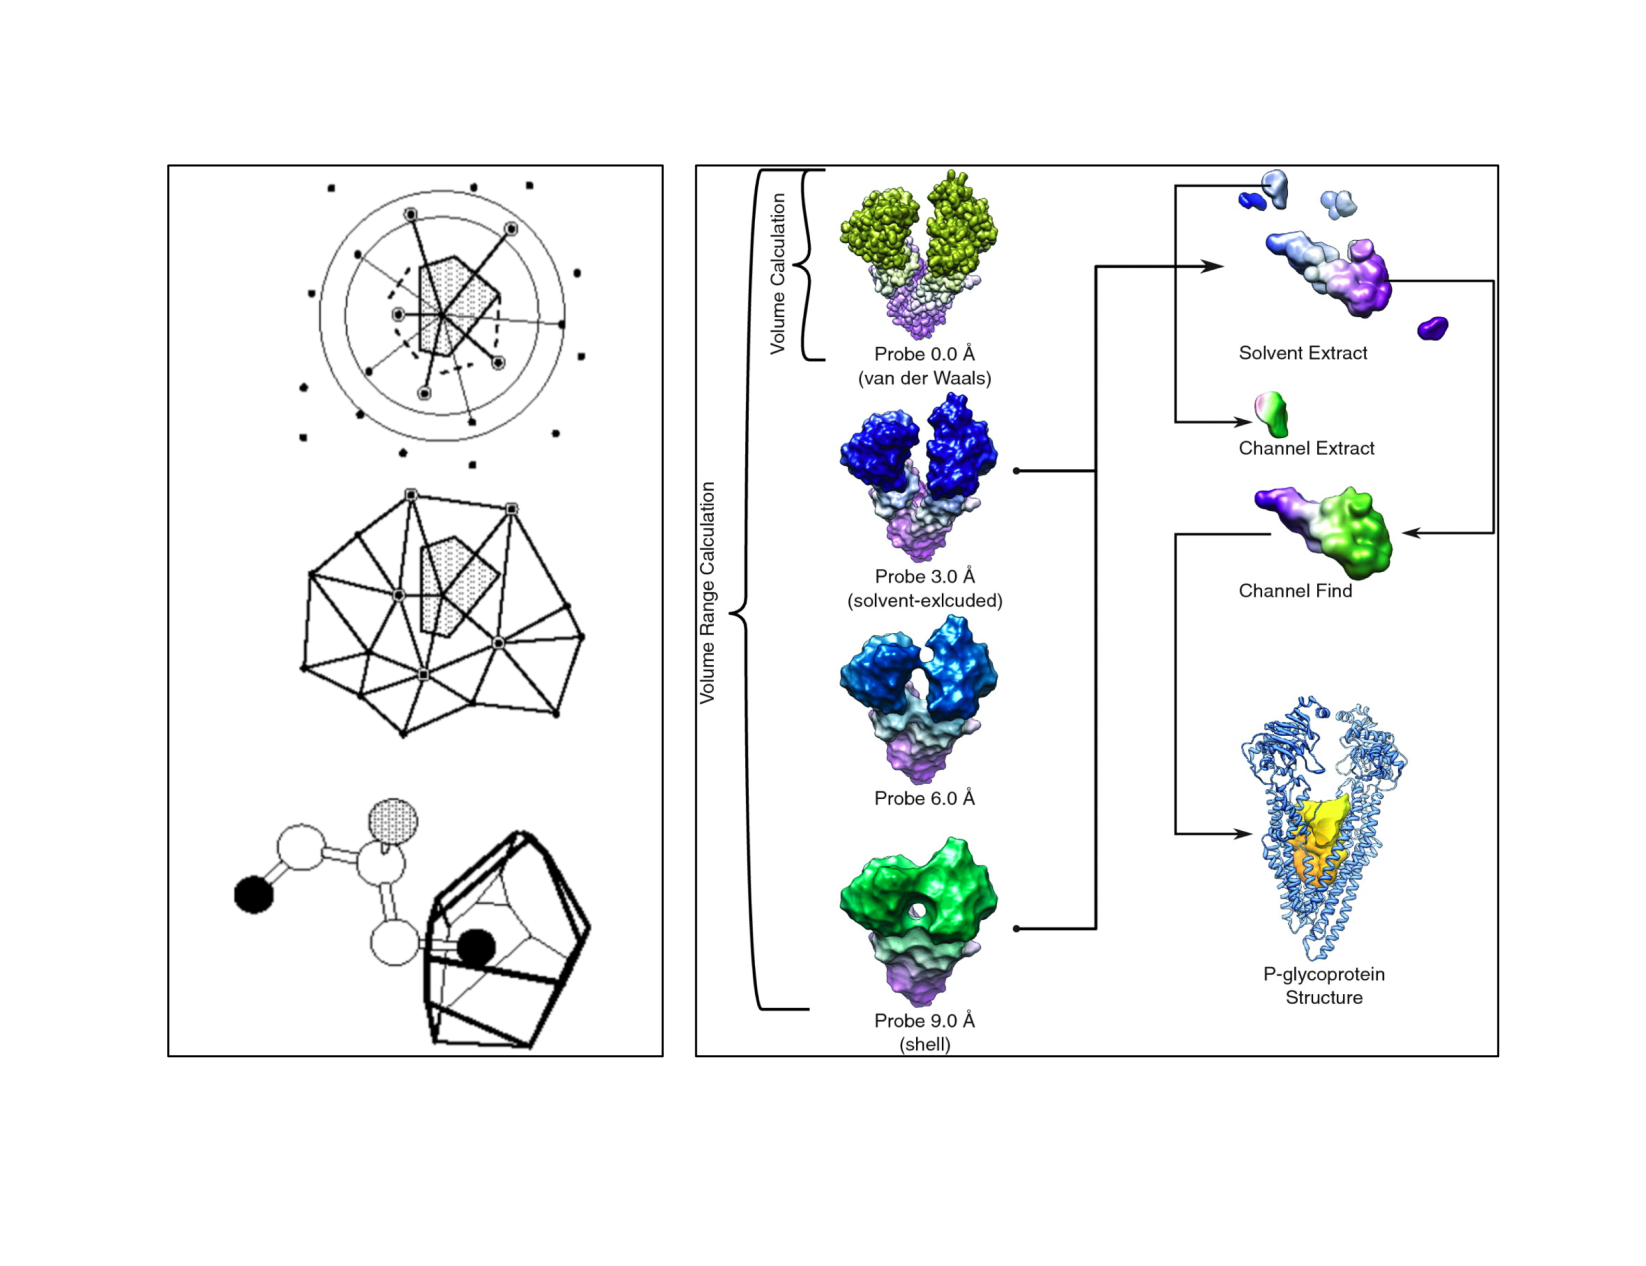 Volume Range Calculation
Volume Calculation
Probe 0.0 Å
(van der Waals)
Probe 3.0 Å
(solvent-exlcuded)
Probe 6.0 Å
Probe 9.0 Å
(shell)
Solvent Extract
Channel Extract
Channel Find
P-glycoprotein
Structure